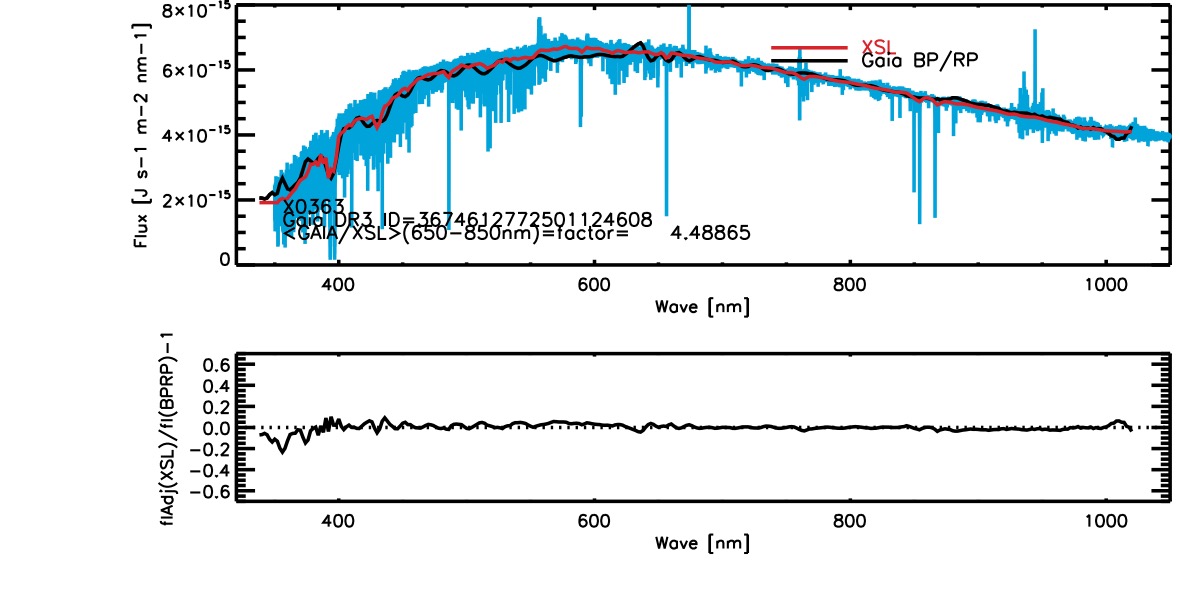 8×10⁻¹⁵
6×10⁻¹⁵
4×10⁻¹⁵
2×10⁻¹⁵
0
Flux [J s−1 m−2 nm−1]
XSL
Gaia BP/RP
X0363
Gaia DR3 ID=3674612772501124608
<GAIA/XSL>(650−850nm)=factor= 4.48865
400 600 800 1000
Wave [nm]
flAdj(XSL)/fl(BPRP)−1
0.6
0.4
0.2
0.0
−0.2
−0.4
−0.6
400 600 800 1000
Wave [nm]